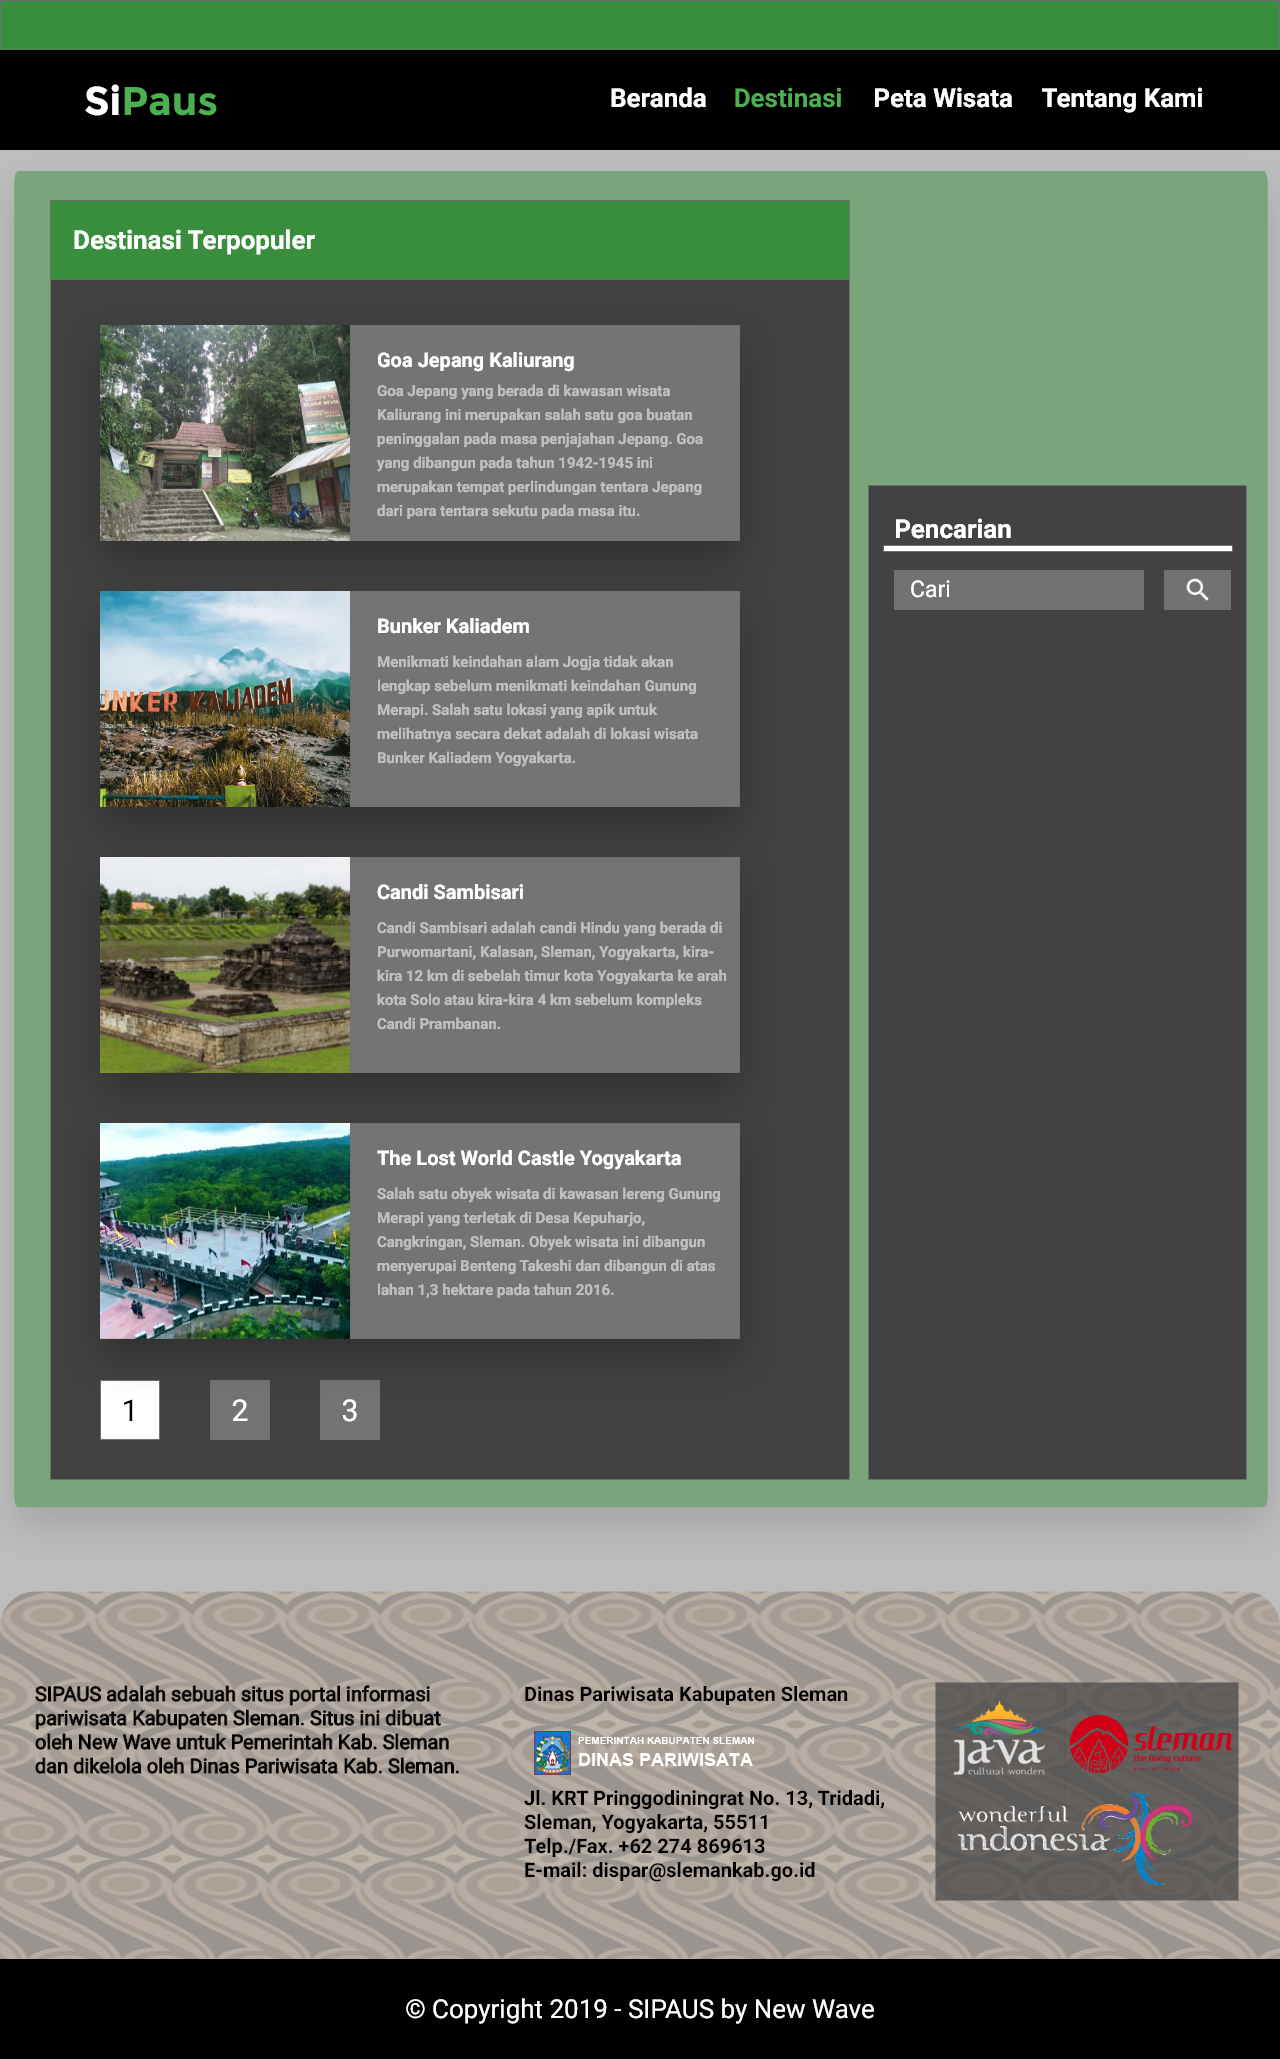 SiPaus
Beranda Destinasi Peta Wisata Tentang Kami
Destinasi Terpopuler
Goa Jepang Kaliurang
Goa Jepang yang berada di kawasan wisata
Kaliurang ini merupakan salah satu goa buatan
peninggalan pada masa penjajahan Jepang. Goa
yang dibangun pada tahun 1942-1945 ini
merupakan tempat perlindungan tentara Jepang
dari para tentara sekutu pada masa itu.
UNKER KALIADEM
Bunker Kaliadem
Menikmati keindahan alam Jogja tidak akan
lengkap sebelum menikmati keindahan Gunung
Merapi. Salah satu lokasi yang apik untuk
melihatnya secara dekat adalah di lokasi wisata
Bunker Kaliadem Yogyakarta.
Candi Sambisari
Candi Sambisari adalah candi Hindu yang berada di
Purwomartani, Kalasan, Sleman, Yogyakarta, kira-
kira 12 km di sebelah timur kota Yogyakarta ke arah
kota Solo atau kira-kira 4 km sebelum kompleks
Candi Prambanan.
The Lost World Castle Yogyakarta
Salah satu obyek wisata di kawasan lereng Gunung
Merapi yang terletak di Desa Kepuharjo,
Cangkringan, Sleman. Obyek wisata ini dibangun
menyerupai Benteng Takeshi dan dibangun di atas
lahan 1,3 hektare pada tahun 2016.
1 2 3
Pencarian
Cari
SIPAUS adalah sebuah situs portal informasi
pariwisata Kabupaten Sleman. Situs ini dibuat
oleh New Wave untuk Pemerintah Kab. Sleman
dan dikelola oleh Dinas Pariwisata Kab. Sleman.
Dinas Pariwisata Kabupaten Sleman
PEMERINTAH KABUPATEN SLEMAN
DINAS PARIWISATA
Jl. KRT Pringgodiningrat No. 13, Tridadi,
Sleman, Yogyakarta, 55511
Telp./Fax. +62 274 869613
E-mail: dispar@slemankab.go.id
java
cultural wonders
sleman
the living culture
wonderful
indonesia
© Copyright 2019 - SIPAUS by New Wave